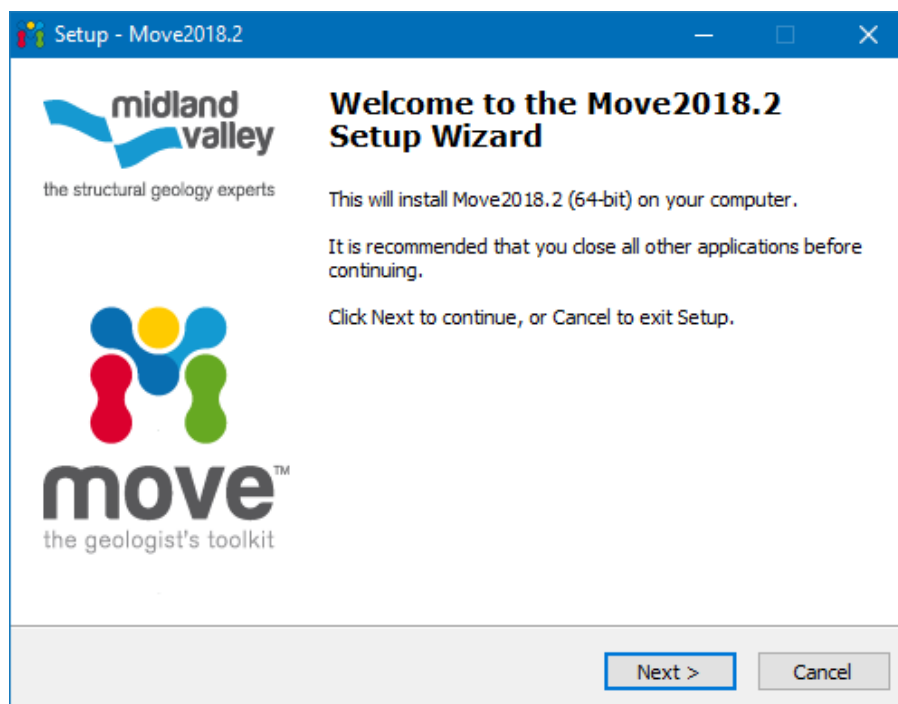 Setup - Move2018.2
midland
valley
the structural geology experts
Welcome to the Move2018.2
Setup Wizard
This will install Move2018.2 (64-bit) on your computer.
It is recommended that you close all other applications before
continuing.
Click Next to continue, or Cancel to exit Setup.
move™
the geologist's toolkit
Next >
Cancel